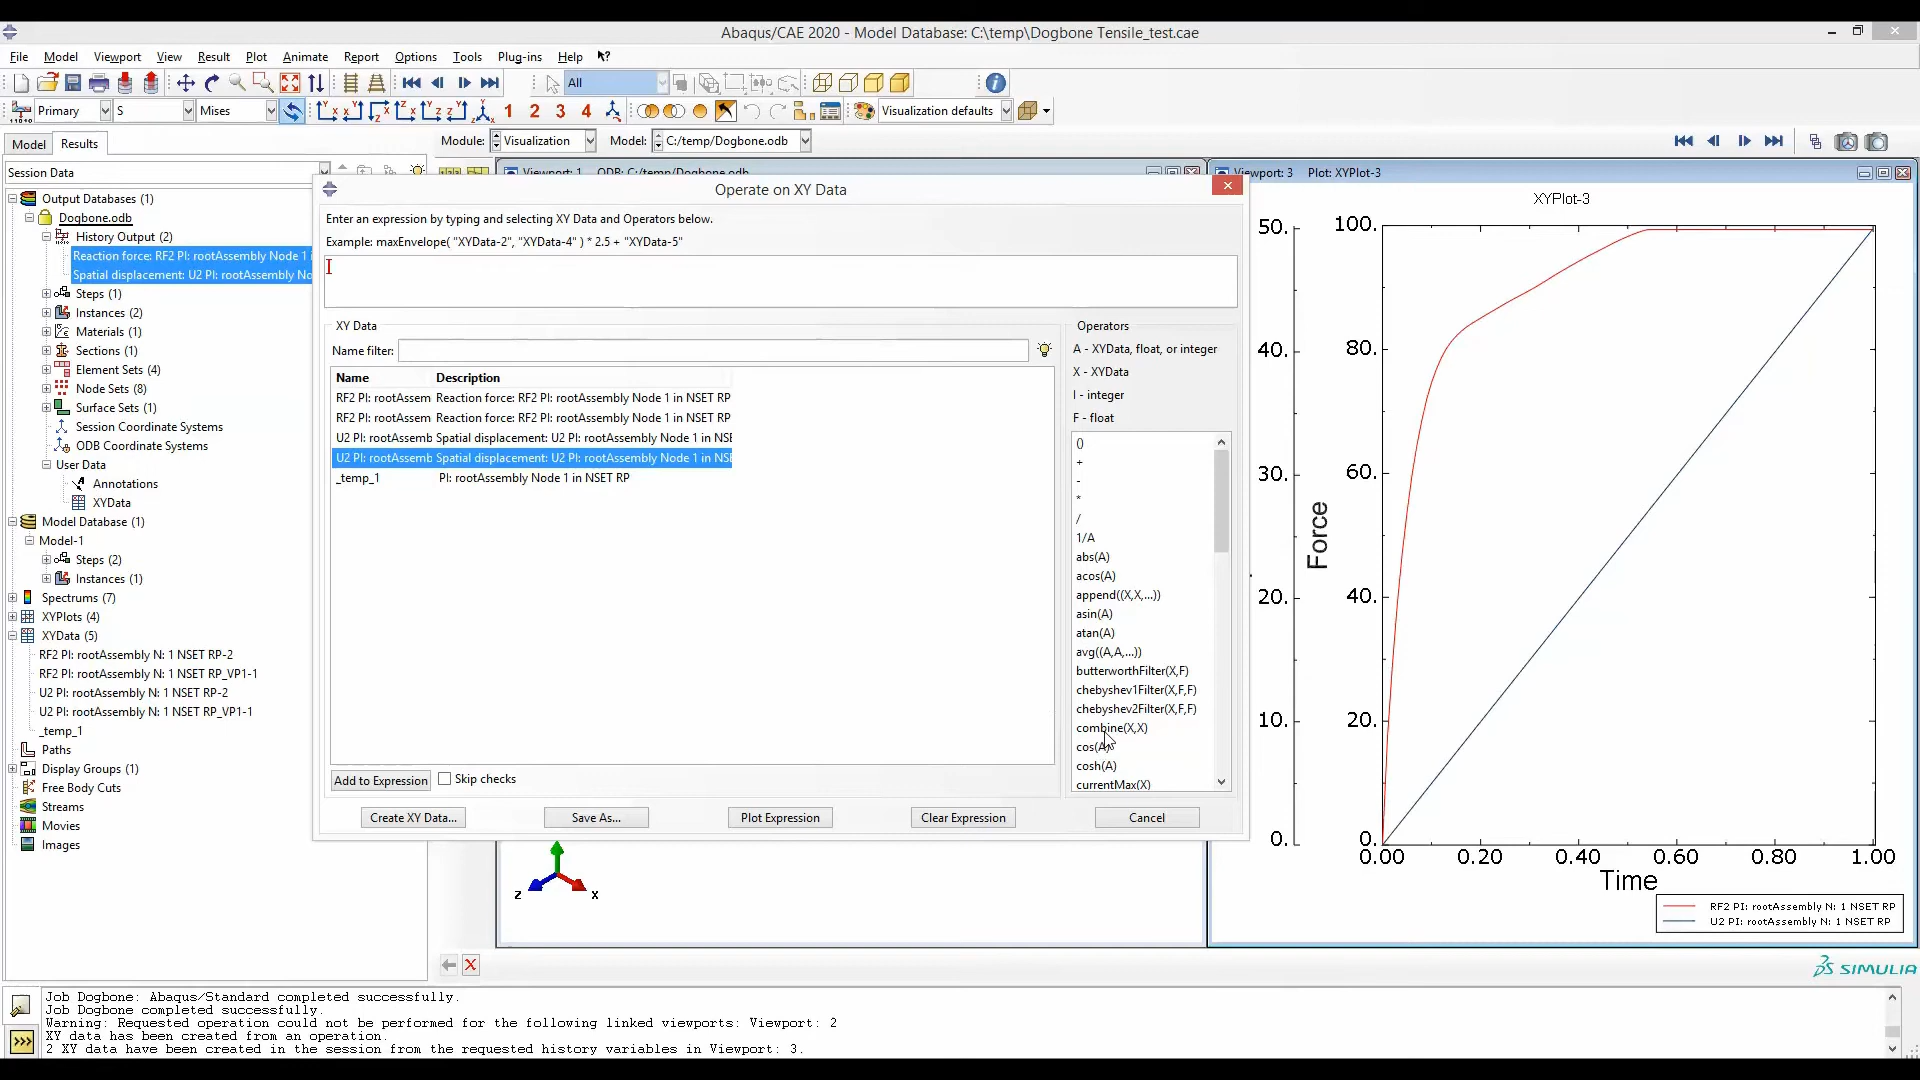 Abaqus/CAE 2020 - Model Database: C:\temp\Dogbone Tensile_test.cae
File Model Viewport View Result Plot Animate Report Options Tools Plug-ins Help
All
Primary S Mises 1 2 3 4 Visualization defaults
Model Results
Module: Visualization Model: C:/temp/Dogbone.odb
Session Data
Output Databases (1)
Dogbone.odb
History Output (2)
Reaction force: RF2 PI: rootAssembly Node 1 i
Spatial displacement: U2 PI: rootAssembly No
Steps (1)
Instances (2)
Materials (1)
Sections (1)
Element Sets (4)
Node Sets (8)
Surface Sets (1)
Session Coordinate Systems
ODB Coordinate Systems
User Data
Annotations
XYData
Model Database (1)
Model-1
Steps (2)
Instances (1)
Spectrums (7)
XYPlots (4)
XYData (5)
RF2 PI: rootAssembly N: 1 NSET RP-2
RF2 PI: rootAssembly N: 1 NSET RP_VP1-1
U2 PI: rootAssembly N: 1 NSET RP-2
U2 PI: rootAssembly N: 1 NSET RP_VP1-1
_temp_1
Paths
Display Groups (1)
Free Body Cuts
Streams
Movies
Images
Viewport: 1 ODB: C:/temp/Dogbone.odb
Operate on XY Data
Enter an expression by typing and selecting XY Data and Operators below.
Example: maxEnvelope( "XYData-2", "XYData-4" ) * 2.5 + "XYData-5"
XY Data
Name filter:
Name Description
RF2 PI: rootAssem Reaction force: RF2 PI: rootAssembly Node 1 in NSET RP
RF2 PI: rootAssem Reaction force: RF2 PI: rootAssembly Node 1 in NSET RP
U2 PI: rootAssemb Spatial displacement: U2 PI: rootAssembly Node 1 in NSE
U2 PI: rootAssemb Spatial displacement: U2 PI: rootAssembly Node 1 in NSE
_temp_1 PI: rootAssembly Node 1 in NSET RP
Add to Expression Skip checks
Operators
A - XYData, float, or integer
X - XYData
I - integer
F - float
()
+
-
*
/
1/A
abs(A)
acos(A)
append((X,X,...))
asin(A)
atan(A)
avg((A,A,...))
butterworthFilter(X,F)
chebyshev1Filter(X,F,F)
chebyshev2Filter(X,F,F)
combine(X,X)
cos(A)
cosh(A)
currentMax(X)
Create XY Data... Save As... Plot Expression Clear Expression Cancel
Z X
Viewport: 3 Plot: XYPlot-3
XYPlot-3
50.
40.
30.
20.
10.
0.
Force
100.
80.
60.
40.
20.
0.
0.00 0.20 0.40 0.60 0.80 1.00
Time
RF2 PI: rootAssembly N: 1 NSET RP
U2 PI: rootAssembly N: 1 NSET RP
SIMULIA
Job Dogbone: Abaqus/Standard completed successfully.
Job Dogbone completed successfully.
Warning: Requested operation could not be performed for the following linked viewports: Viewport: 2
XY data has been created from an operation.
2 XY data have been created in the session from the requested history variables in Viewport: 3.
>>>